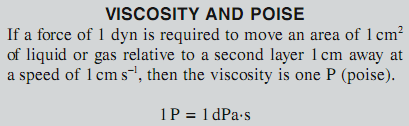 VISCOSITY AND POISE
If a force of 1 dyn is required to move an area of 1 cm²
of liquid or gas relative to a second layer 1 cm away at
a speed of 1 cm s⁻¹, then the viscosity is one P (poise).
1 P = 1 dPa·s